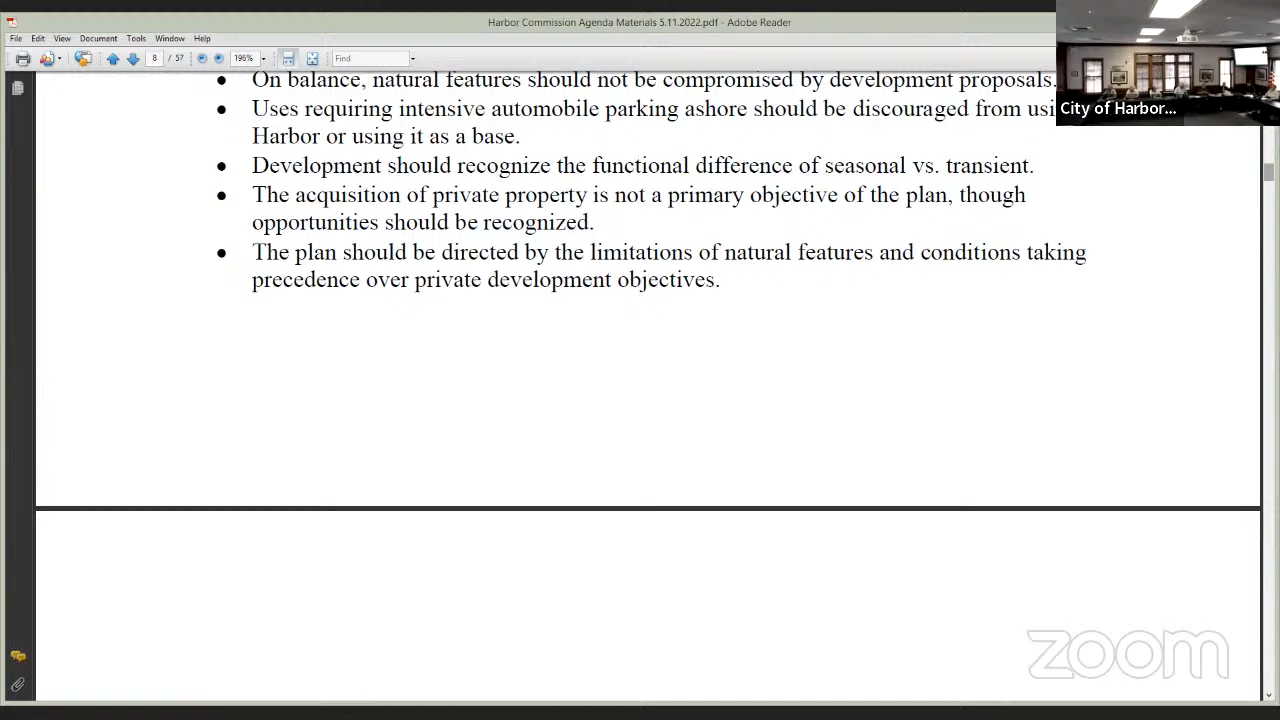 Harbor Commission Agenda Materials 5.11.2022.pdf - Adobe Reader
File Edit View Document Tools Window Help
8 / 57 196% Find
On balance, natural features should not be compromised by development proposals.
Uses requiring intensive automobile parking ashore should be discouraged from usi
Harbor or using it as a base.
Development should recognize the functional difference of seasonal vs. transient.
The acquisition of private property is not a primary objective of the plan, though
opportunities should be recognized.
The plan should be directed by the limitations of natural features and conditions taking
precedence over private development objectives.
City of Harbor...
zoom